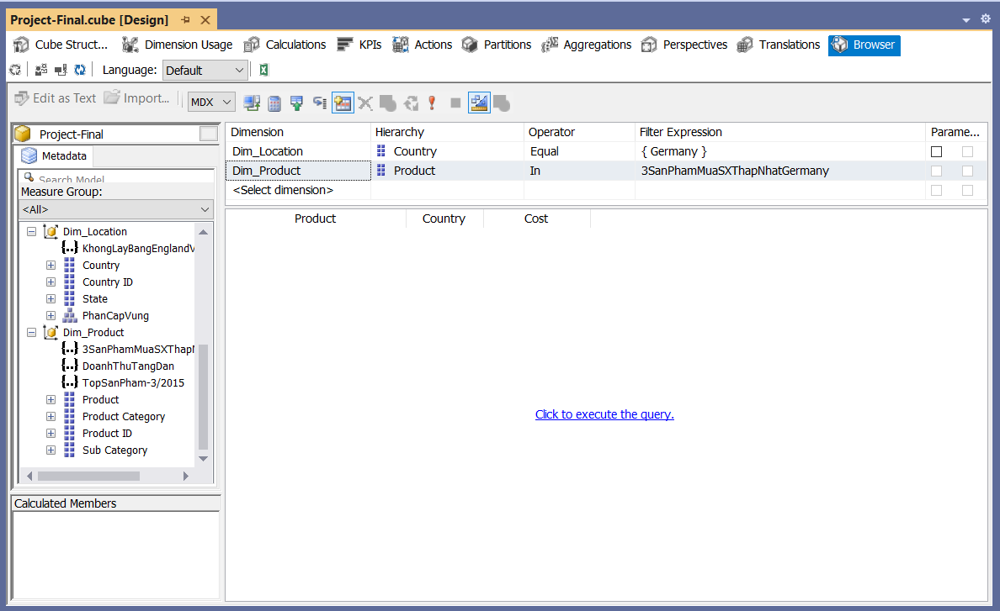 Project-Final.cube [Design]
Cube Struct... Dimension Usage Calculations KPIs Actions Partitions Aggregations Perspectives Translations Browser
Language: Default
Edit as Text Import... MDX
Project-Final
Metadata
Search Model
Measure Group:
<All>
Dim_Location
KhongLayBangEnglandV
Country
Country ID
State
PhanCapVung
Dim_Product
3SanPhamMuaSXThapN
DoanhThuTangDan
TopSanPham-3/2015
Product
Product Category
Product ID
Sub Category
Calculated Members
Dimension Hierarchy Operator Filter Expression Parame...
Dim_Location Country Equal { Germany }
Dim_Product Product In 3SanPhamMuaSXThapNhatGermany
<Select dimension>
Product Country Cost
Click to execute the query.